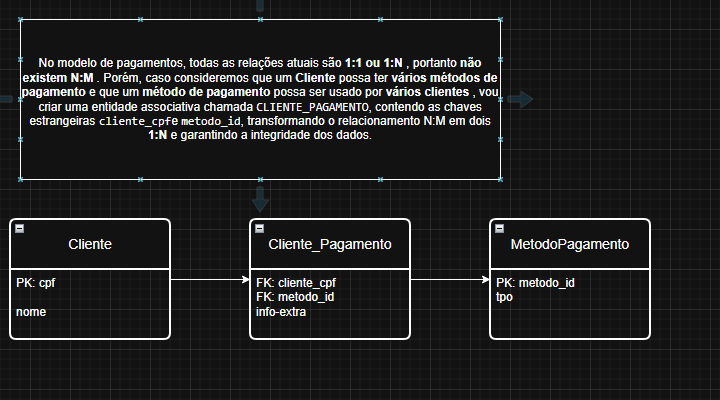 No modelo de pagamentos, todas as relações atuais são 1:1 ou 1:N , portanto não
existem N:M . Porém, caso consideremos que um Cliente possa ter vários métodos de
pagamento e que um método de pagamento possa ser usado por vários clientes , vou
criar uma entidade associativa chamada CLIENTE_PAGAMENTO, contendo as chaves
estrangeiras cliente_cpfe metodo_id, transformando o relacionamento N:M em dois
1:N e garantindo a integridade dos dados.
Cliente
PK: cpf
nome
Cliente_Pagamento
FK: cliente_cpf
FK: metodo_id
info-extra
MetodoPagamento
PK: metodo_id
tpo